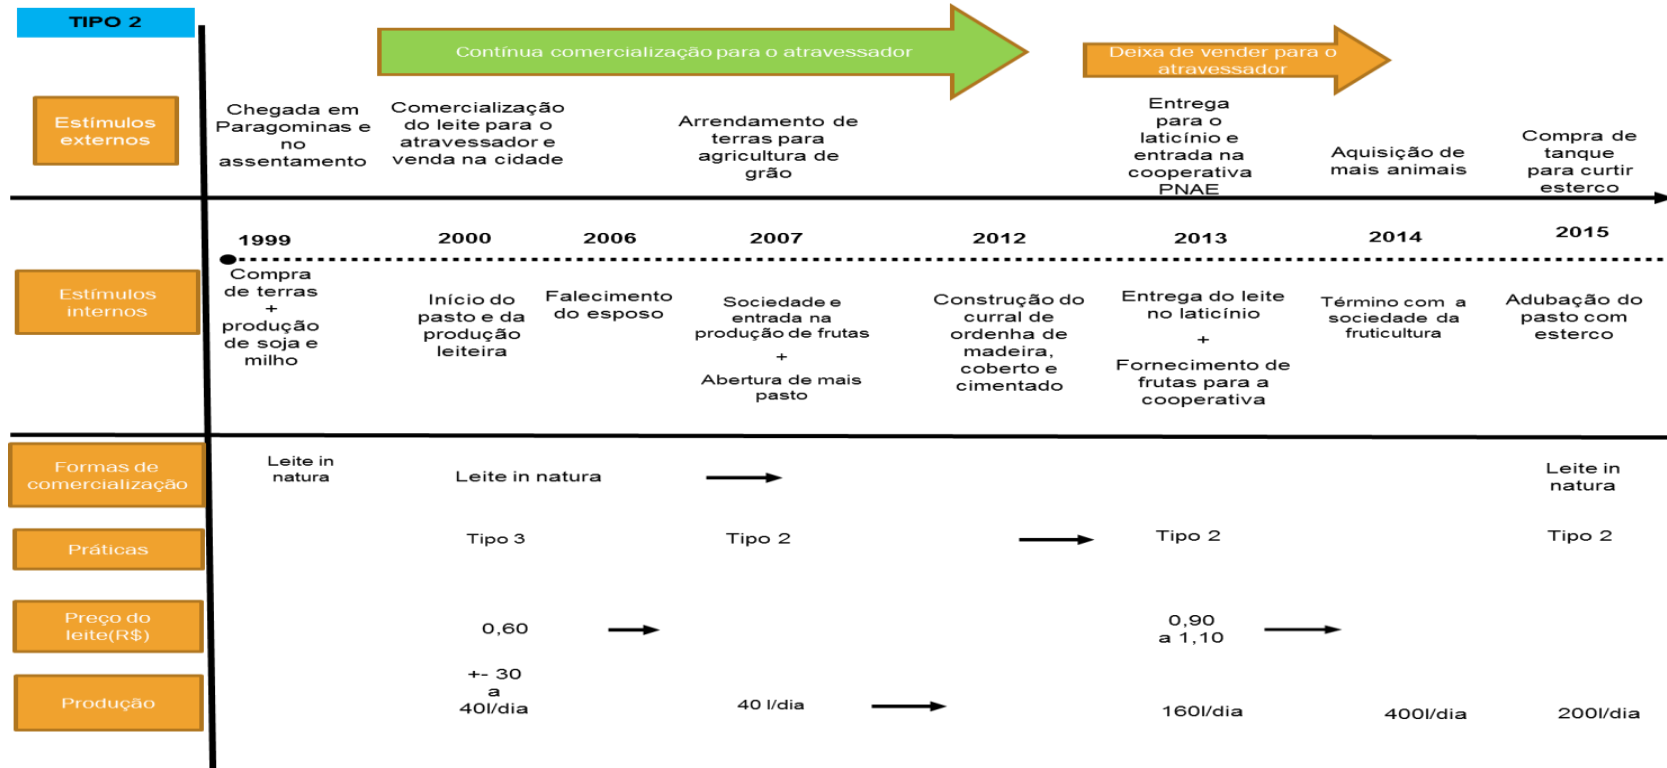 TIPO 2
Contínua comercialização para o atravessador
Deixa de vender para o
atravessador
Estímulos
externos
Chegada em
Paragominas e
no
assentamento
Comercialização
do leite para o
atravessador e
venda na cidade
Arrendamento de
terras para
agricultura de
grão
Entrega
para o
laticínio e
entrada na
cooperativa
PNAE
Aquisição de
mais animais
Compra de
tanque
para curtir
esterco
1999
2000
2006
2007
2012
2013
2014
2015
Estímulos
internos
Compra
de terras
+
produção
de soja e
milho
Início do
pasto e da
produção
leiteira
Falecimento
do esposo
Sociedade e
entrada na
produção de frutas
+
Abertura de mais
pasto
Construção do
curral de
ordenha de
madeira,
coberto e
cimentado
Entrega do leite
no laticínio
+
Fornecimento de
frutas para a
cooperativa
Término com a
sociedade da
fruticultura
Adubação do
pasto com
esterco
Formas de
comercialização
Leite in
natura
Leite in natura
Leite in
natura
Práticas
Tipo 3
Tipo 2
Tipo 2
Tipo 2
Preço do
leite(R$)
0,60
0,90
a 1,10
Produção
+- 30
a
40l/dia
40 l/dia
160l/dia
400l/dia
200l/dia